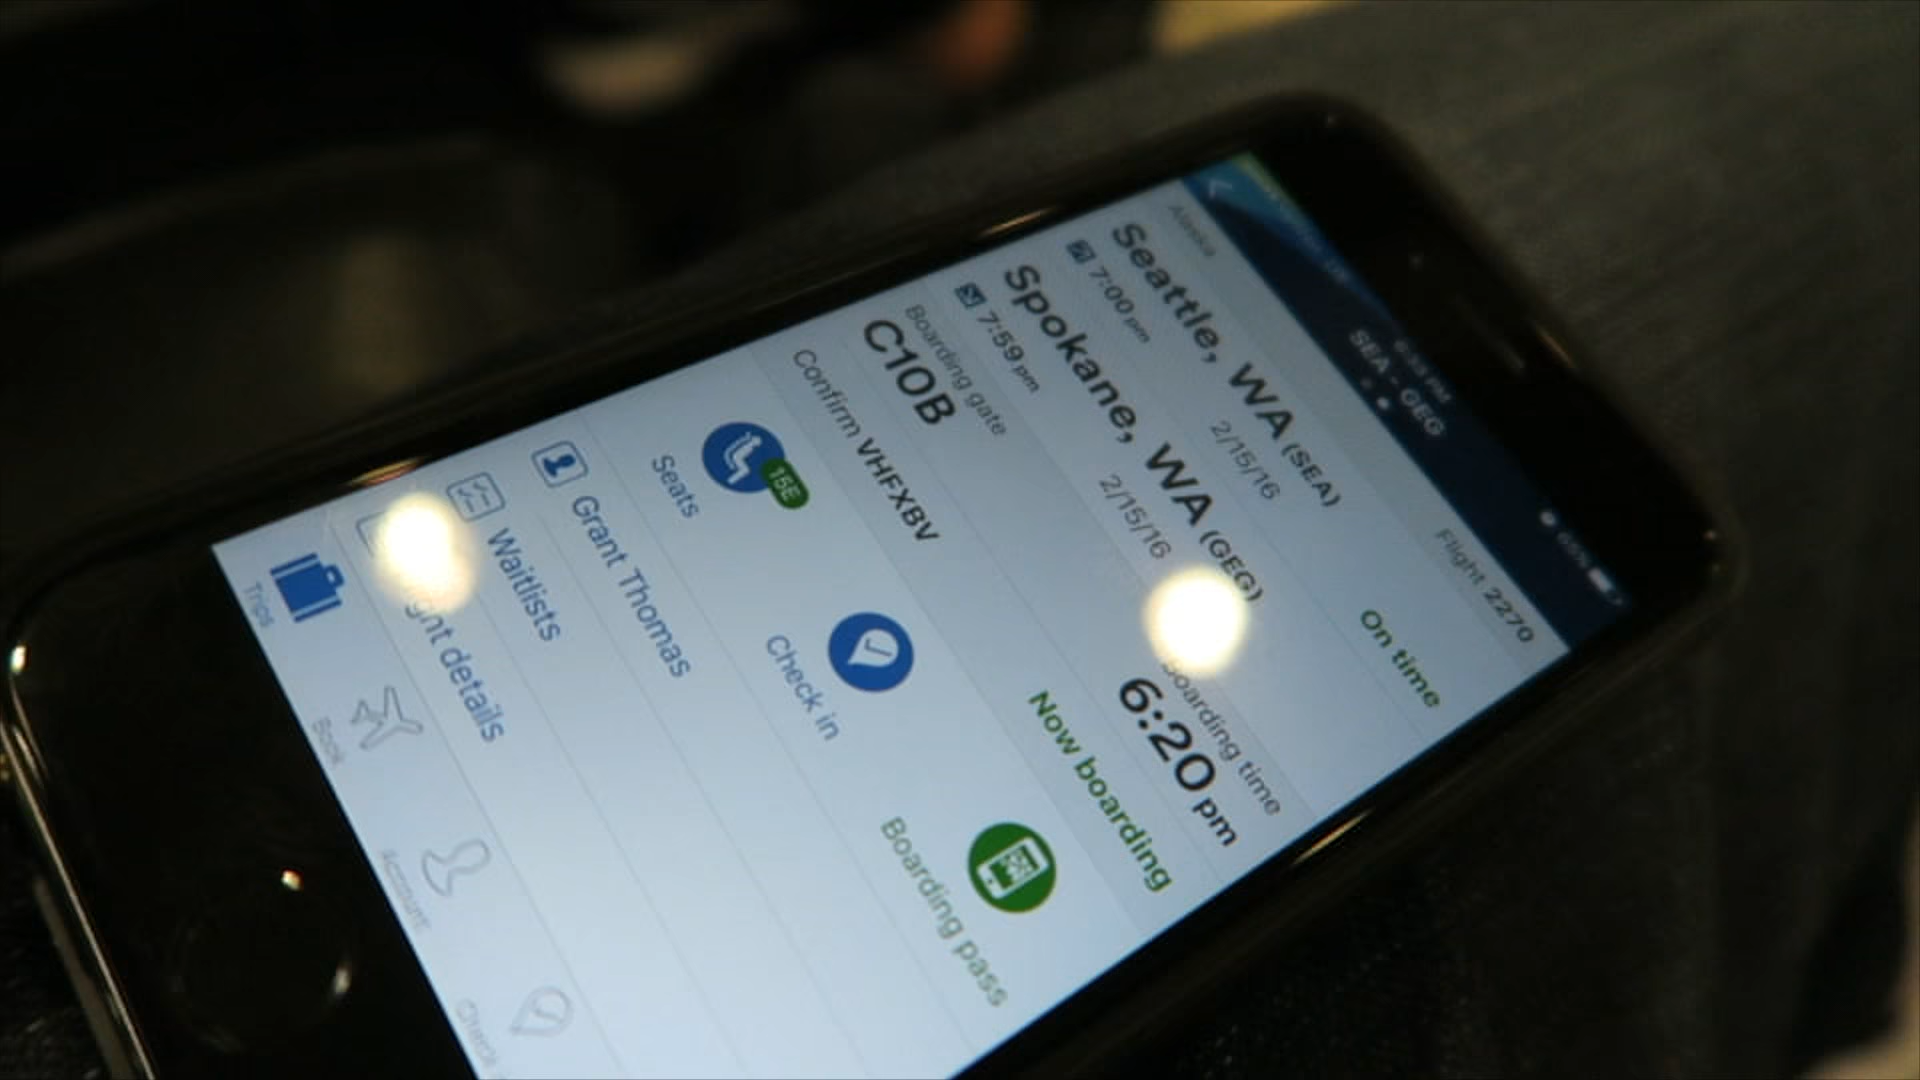 SEA - GEG
Alaska
Flight 2270
Seattle, WA (SEA)
7:00 pm
2/15/16
On time
Spokane, WA (GEG)
7:59 pm
2/15/16
Boarding gate
C10B
Boarding time
6:20 pm
Confirm VHFXBV
Now boarding
15E
Seats
Check in
Boarding pass
Grant Thomas
Waitlists
details
Trips
Book
Account
Check